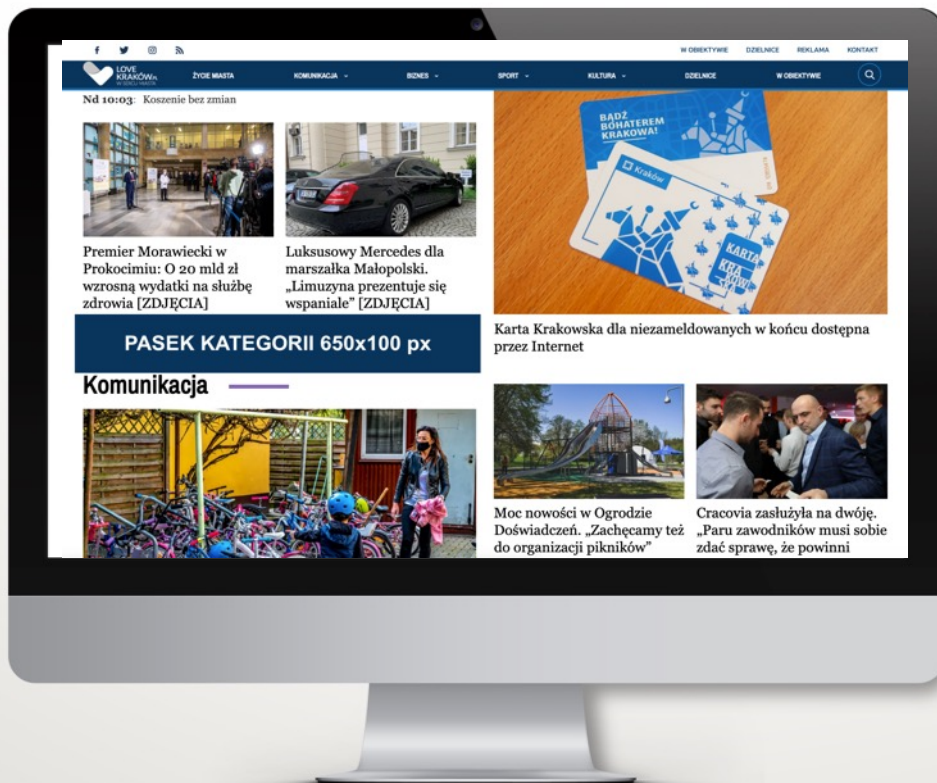 W OBIEKTYWIE DZIELNICE REKLAMA KONTAKT
LOVE
KRAKÓW.PL
ŻYCIE MIASTA KOMUNIKACJA BIZNES SPORT KULTURA DZIELNICE W OBIEKTYWIE
Nd 10:03: Koszenie bez zmian
Premier Morawiecki w
Prokocimiu: O 20 mld zł
wzrosną wydatki na służbę
zdrowia [ZDJĘCIA]
Luksusowy Mercedes dla
marszałka Małopolski.
„Limuzyna prezentuje się
wspaniale” [ZDJĘCIA]
PASEK KATEGORII 650x100 px
Komunikacja
BĄDŹ
BOHATEREM
KRAKOWA!
Kraków
KARTA
KRA
KOW
SKA
Karta Krakowska dla niezameldowanych w końcu dostępna
przez Internet
Moc nowości w Ogrodzie
Doświadczeń. „Zachęcamy też
do organizacji pikników”
Cracovia zasłużyła na dwóję.
„Paru zawodników musi sobie
zdać sprawę, że powinni